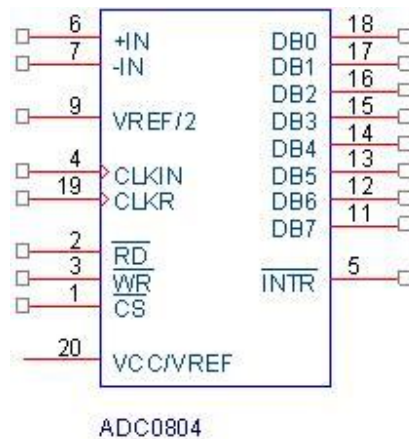 6 +IN DB0 18
7 -IN DB1 17
DB2 16
9 VREF/2 DB3 15
DB4 14
4 CLKIN DB5 13
19 CLKR DB6 12
DB7 11
2 RD
3 WR INTR 5
1 CS
20 VCC/VREF
ADC0804